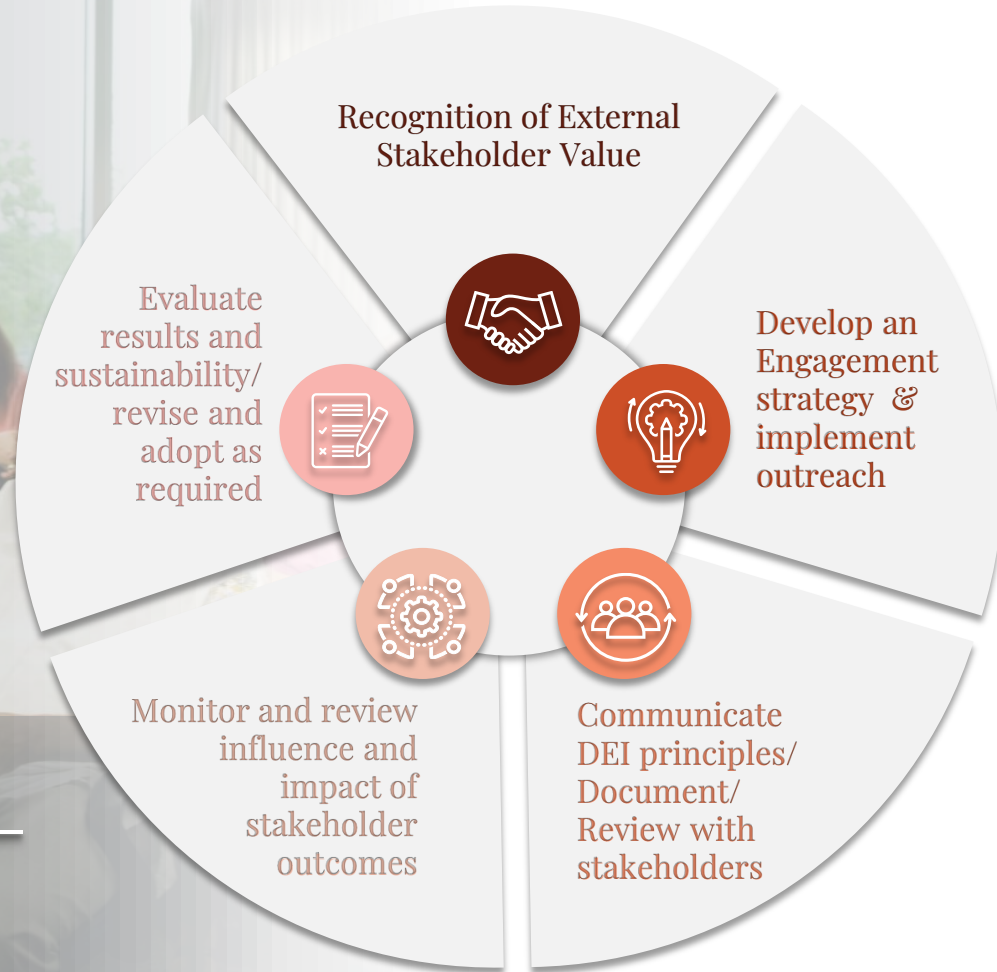 Recognition of External
Stakeholder Value
Develop an
Engagement
strategy & 
implement
outreach
Communicate
DEI principles/
Document/
Review with
stakeholders
Monitor and review
influence and
impact of
stakeholder
outcomes
Evaluate
results and
sustainability/
revise and
adopt as
required